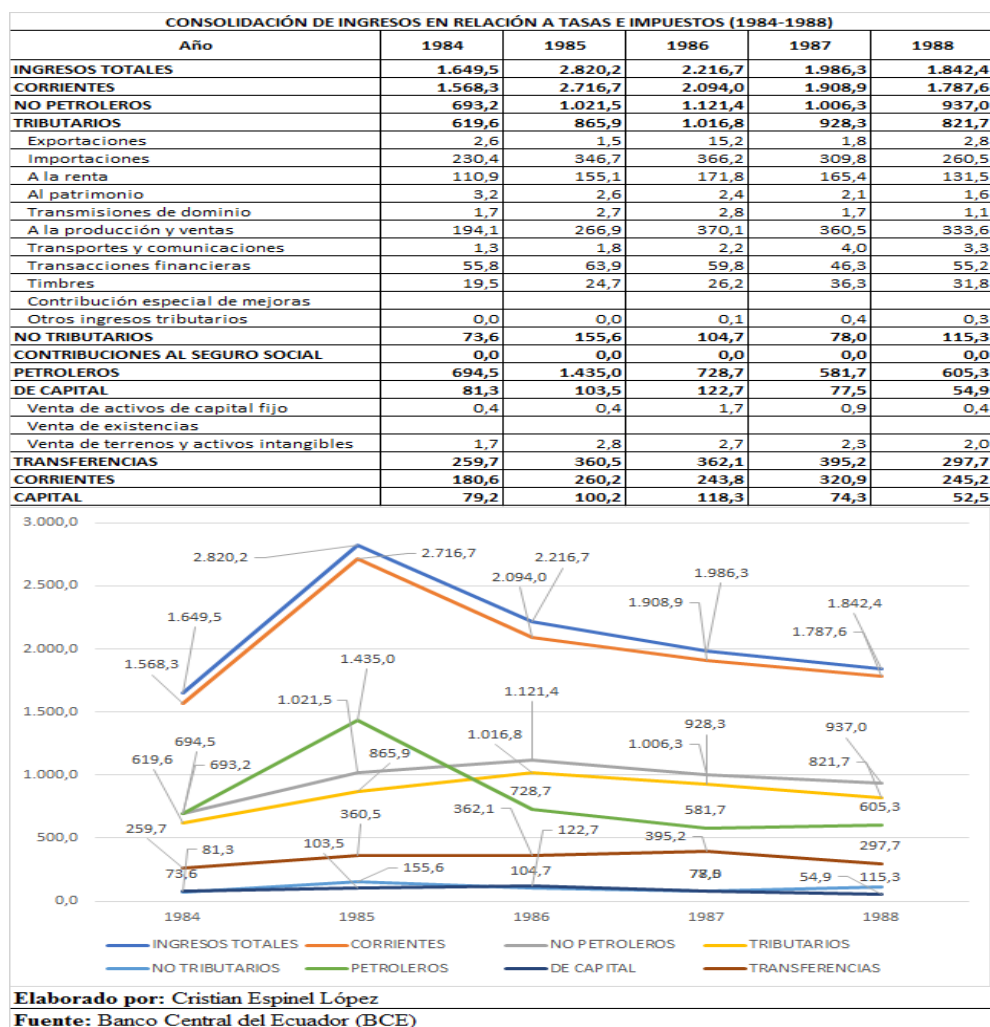 CONSOLIDACIÓN DE INGRESOS EN RELACIÓN A TASAS E IMPUESTOS (1984-1988)
Año 1984 1985 1986 1987 1988
INGRESOS TOTALES 1.649,5 2.820,2 2.216,7 1.986,3 1.842,4
CORRIENTES 1.568,3 2.716,7 2.094,0 1.908,9 1.787,6
NO PETROLEROS 693,2 1.021,5 1.121,4 1.006,3 937,0
TRIBUTARIOS 619,6 865,9 1.016,8 928,3 821,7
Exportaciones 2,6 1,5 15,2 1,8 2,8
Importaciones 230,4 346,7 366,2 309,8 260,5
A la renta 110,9 155,1 171,8 165,4 131,5
Al patrimonio 3,2 2,6 2,4 2,1 1,6
Transmisiones de dominio 1,7 2,7 2,8 1,7 1,1
A la producción y ventas 194,1 266,9 370,1 360,5 333,6
Transportes y comunicaciones 1,3 1,8 2,2 4,0 3,3
Transacciones financieras 55,8 63,9 59,8 46,3 55,2
Timbres 19,5 24,7 26,2 36,3 31,8
Contribución especial de mejoras
Otros ingresos tributarios 0,0 0,0 0,1 0,4 0,3
NO TRIBUTARIOS 73,6 155,6 104,7 78,0 115,3
CONTRIBUCIONES AL SEGURO SOCIAL 0,0 0,0 0,0 0,0 0,0
PETROLEROS 694,5 1.435,0 728,7 581,7 605,3
DE CAPITAL 81,3 103,5 122,7 77,5 54,9
Venta de activos de capital fijo 0,4 0,4 1,7 0,9 0,4
Venta de existencias
Venta de terrenos y activos intangibles 1,7 2,8 2,7 2,3 2,0
TRANSFERENCIAS 259,7 360,5 362,1 395,2 297,7
CORRIENTES 180,6 260,2 243,8 320,9 245,2
CAPITAL 79,2 100,2 118,3 74,3 52,5
3.000,0
2.820,2 2.716,7 2.216,7
2.094,0 1.986,3
2.500,0
1.908,9 1.842,4
1.649,5 1.787,6
2.000,0
1.568,3 1.435,0
1.500,0
1.021,5 1.121,4
694,5 1.016,8 928,3 937,0
619,6 693,2 865,9 1.006,3 821,7
1.000,0
728,7 581,7 605,3
259,7 360,5 362,1 122,7 395,2
500,0
81,3 103,5 297,7
73,6 155,6 104,7 54,9 115,3
0,0
1984 1985 1986 1987 1988
INGRESOS TOTALES CORRIENTES NO PETROLEROS TRIBUTARIOS
NO TRIBUTARIOS PETROLEROS DE CAPITAL TRANSFERENCIAS
Elaborado por: Cristian Espinel López
Fuente: Banco Central del Ecuador (BCE)